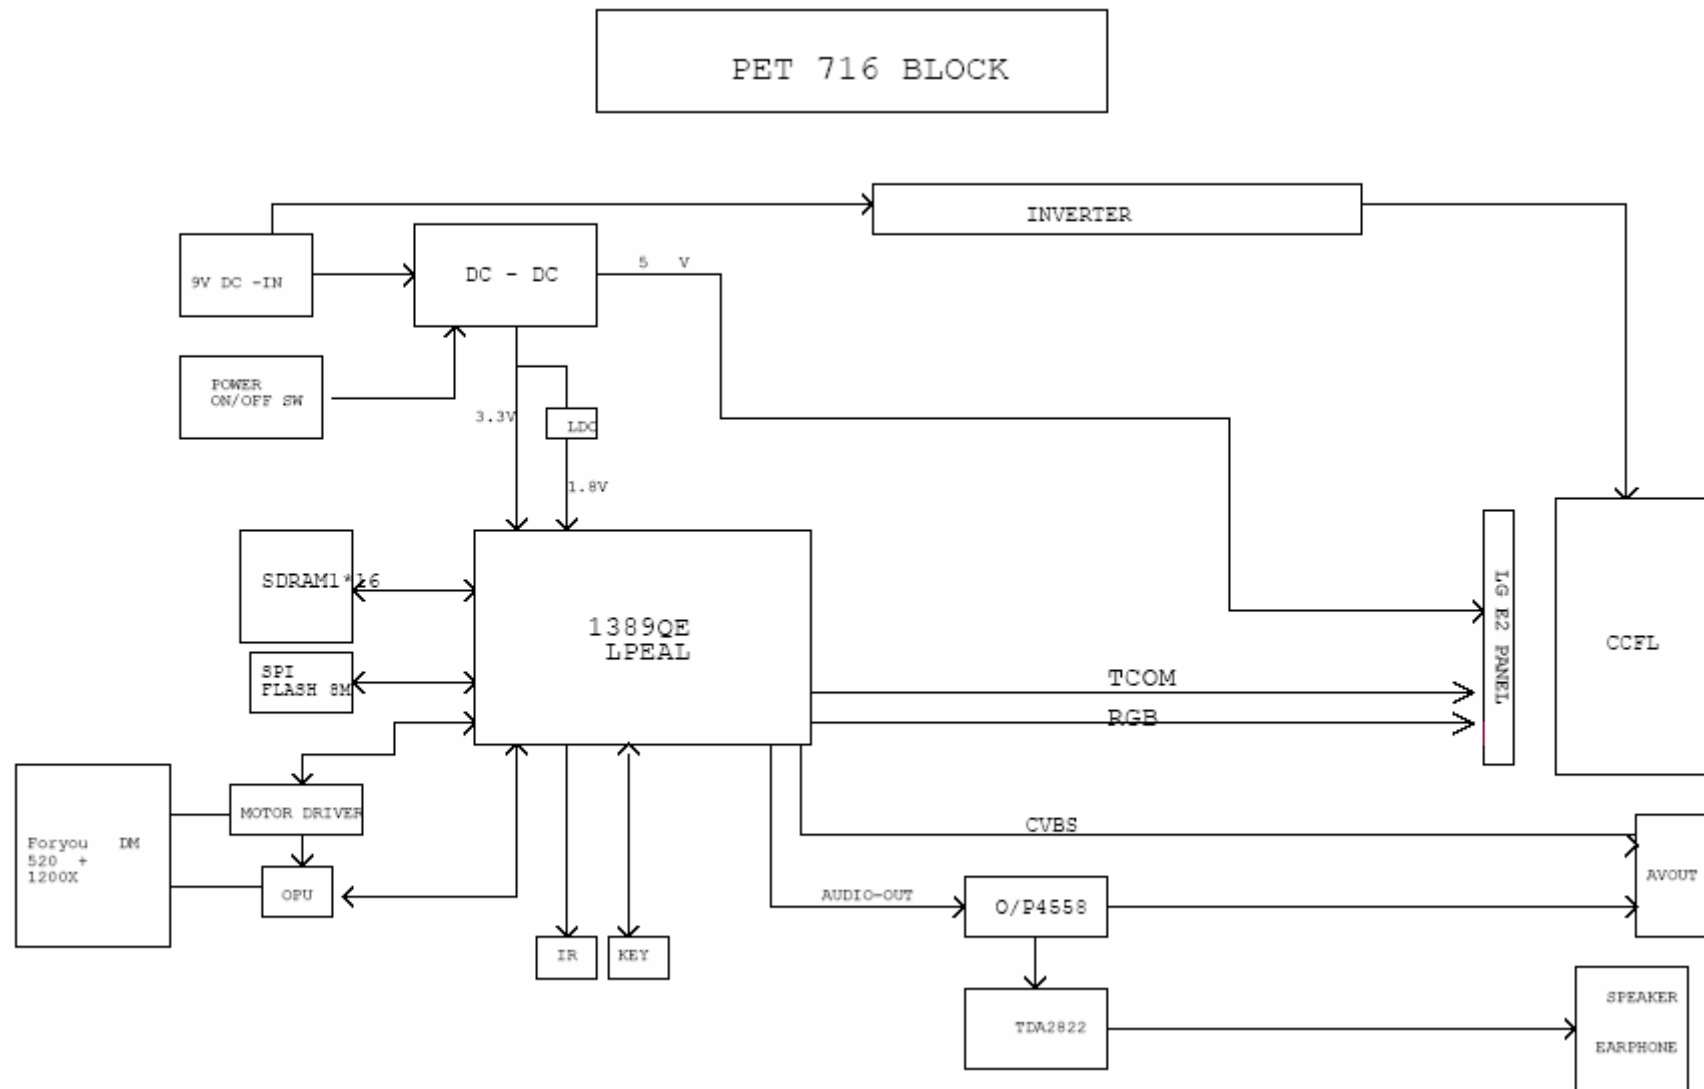 PET 716 BLOCK
INVERTER
9V DC -IN
DC - DC
5 V
POWER
ON/OFF SW
3.3V
LDO
1.8V
SDRAM1*16
1389QE
LPEAL
SPI
FLASH 8M
TCOM
RGB
LG E2 PANEL
CCFL
MOTOR DRIVER
Foryou DM
520 +
1200X
OPU
IR
KEY
CVBS
AUDIO-OUT
O/P4558
AVOUT
TDA2822
SPEAKER
EARPHONE